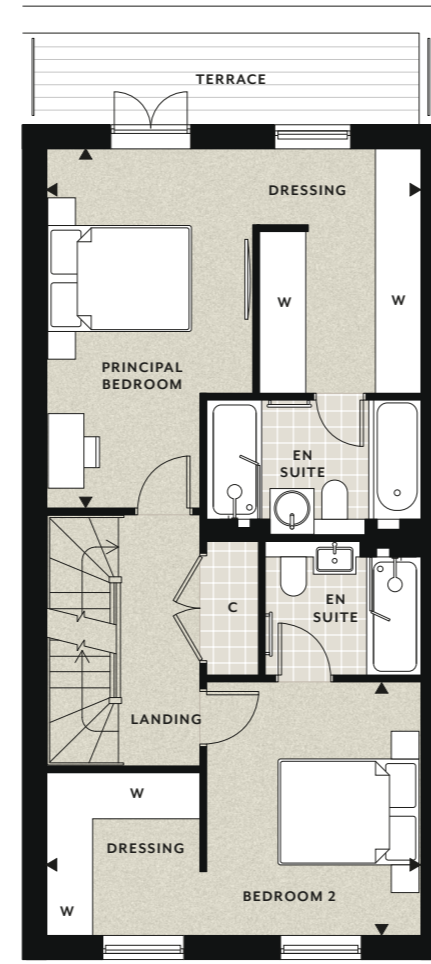 TERRACE
DRESSING
W
W
PRINCIPAL
BEDROOM
EN
SUITE
C
EN
SUITE
LANDING
W
DRESSING
W
BEDROOM 2